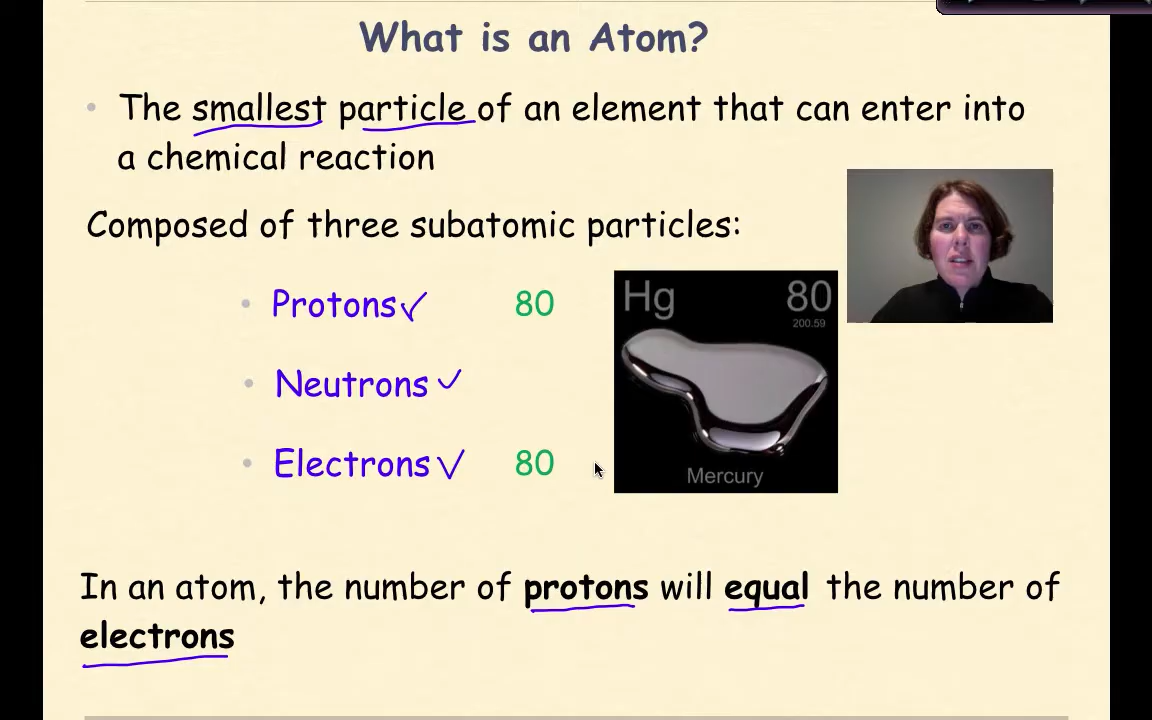 What is an Atom?
• The smallest particle of an element that can enter into
a chemical reaction
Composed of three subatomic particles:
• Protons✓ 80
• Neutrons ✓
• Electrons✓ 80
Hg 80
200.59
Mercury
In an atom, the number of protons will equal the number of
electrons